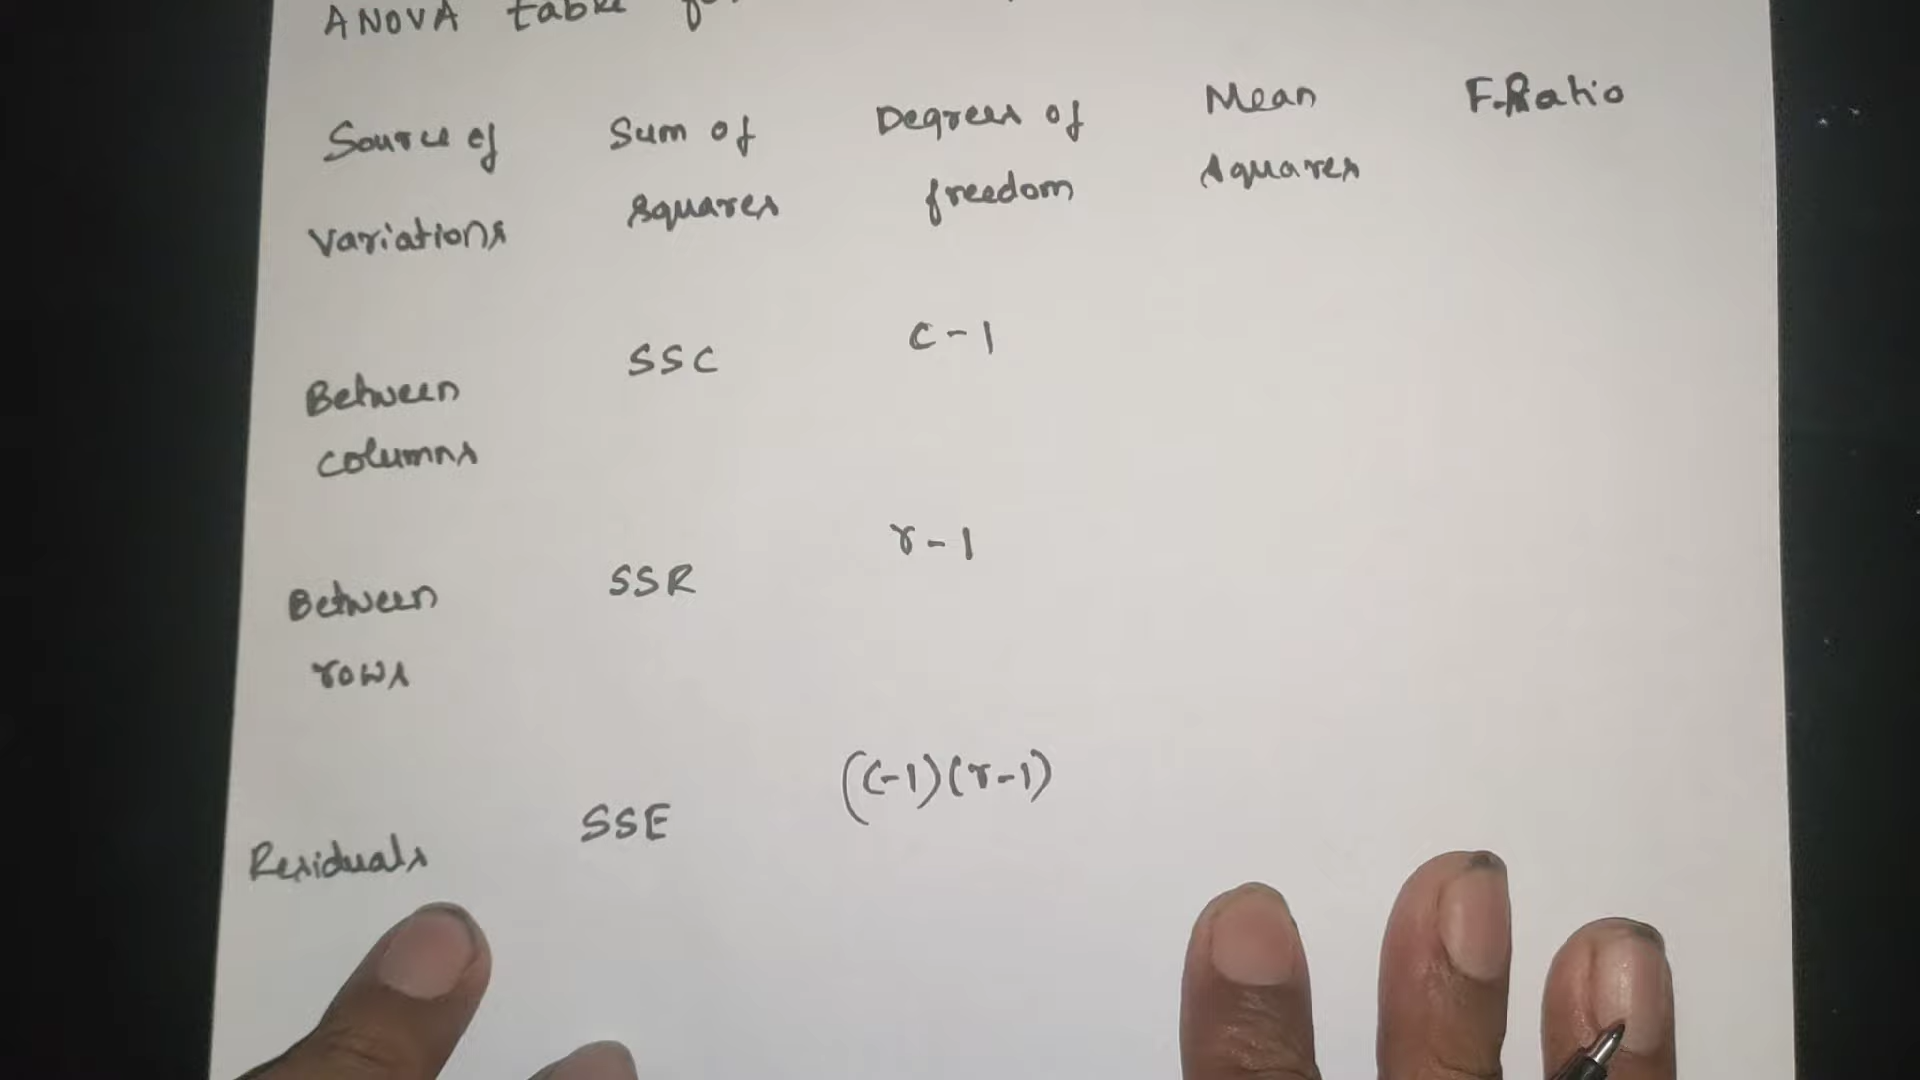 ANOVA table
Source of Sum of Degrees of Mean F-Ratio
variations squares freedom squares
Between SSC c-1
columns
Between SSR r-1
rows
Residuals SSE (c-1)(r-1)